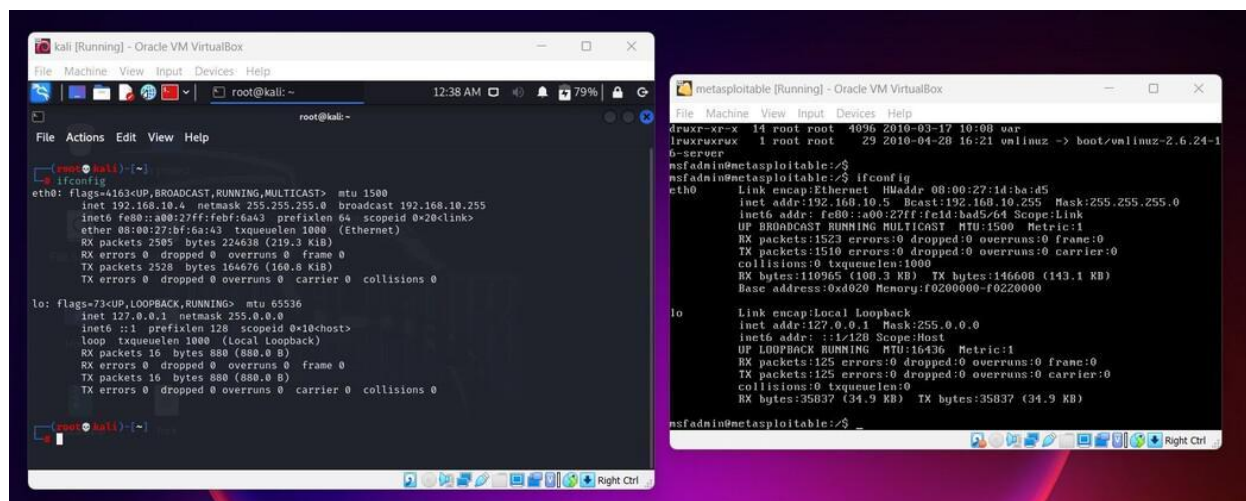 kali [Running] - Oracle VM VirtualBox
File Machine View Input Devices Help
root@kali: ~ 12:38 AM 79%
root@kali: ~
File Actions Edit View Help
(root💀kali)-[~]
# ifconfig
eth0: flags=4163<UP,BROADCAST,RUNNING,MULTICAST> mtu 1500
inet 192.168.10.4 netmask 255.255.255.0 broadcast 192.168.10.255
inet6 fe80::a00:27ff:febf:6a43 prefixlen 64 scopeid 0×20<link>
ether 08:00:27:bf:6a:43 txqueuelen 1000 (Ethernet)
RX packets 2505 bytes 224638 (219.3 KiB)
RX errors 0 dropped 0 overruns 0 frame 0
TX packets 2528 bytes 164676 (160.8 KiB)
TX errors 0 dropped 0 overruns 0 carrier 0 collisions 0
lo: flags=73<UP,LOOPBACK,RUNNING> mtu 65536
inet 127.0.0.1 netmask 255.0.0.0
inet6 ::1 prefixlen 128 scopeid 0×10<host>
loop txqueuelen 1000 (Local Loopback)
RX packets 16 bytes 880 (880.0 B)
RX errors 0 dropped 0 overruns 0 frame 0
TX packets 16 bytes 880 (880.0 B)
TX errors 0 dropped 0 overruns 0 carrier 0 collisions 0
(root💀kali)-[~]
#
Right Ctrl
metasploitable [Running] - Oracle VM VirtualBox
File Machine View Input Devices Help
drwxr-xr-x 14 root root 4096 2010-03-17 10:08 var
lrwxrwxrwx 1 root root 29 2010-04-28 16:21 vmlinuz -> boot/vmlinuz-2.6.24-1
6-server
msfadmin@metasploitable:/$
msfadmin@metasploitable:/$ ifconfig
eth0 Link encap:Ethernet HWaddr 08:00:27:1d:ba:d5
inet addr:192.168.10.5 Bcast:192.168.10.255 Mask:255.255.255.0
inet6 addr: fe80::a00:27ff:fe1d:bad5/64 Scope:Link
UP BROADCAST RUNNING MULTICAST MTU:1500 Metric:1
RX packets:1523 errors:0 dropped:0 overruns:0 frame:0
TX packets:1510 errors:0 dropped:0 overruns:0 carrier:0
collisions:0 txqueuelen:1000
RX bytes:110965 (108.3 KB) TX bytes:146608 (143.1 KB)
Base address:0xd020 Memory:f0200000-f0220000
lo Link encap:Local Loopback
inet addr:127.0.0.1 Mask:255.0.0.0
inet6 addr: ::1/128 Scope:Host
UP LOOPBACK RUNNING MTU:16436 Metric:1
RX packets:125 errors:0 dropped:0 overruns:0 frame:0
TX packets:125 errors:0 dropped:0 overruns:0 carrier:0
collisions:0 txqueuelen:0
RX bytes:35837 (34.9 KB) TX bytes:35837 (34.9 KB)
msfadmin@metasploitable:/$ _
Right Ctrl